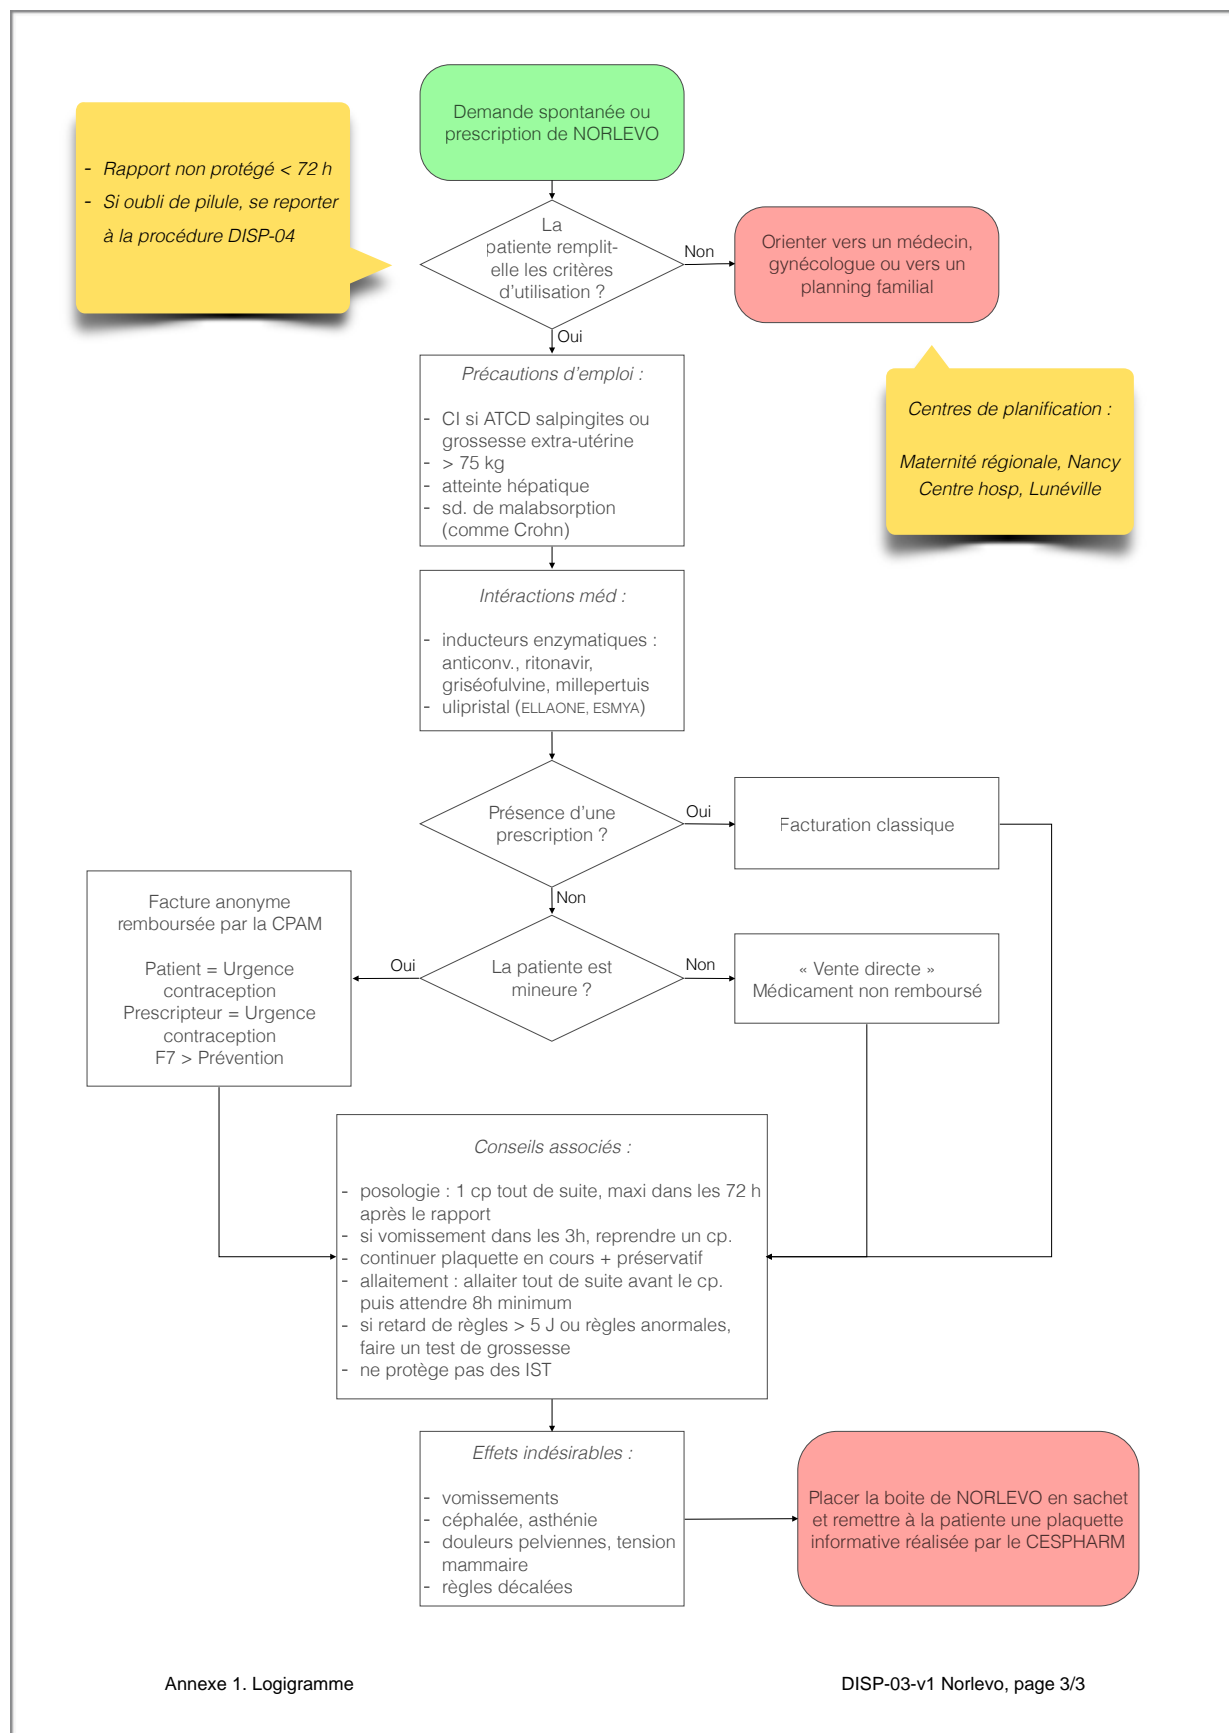 Demande spontanée ou
prescription de NORLEVO
- Rapport non protégé < 72 h
- Si oubli de pilule, se reporter
à la procédure DISP-04
La
patiente remplit-
elle les critères
d'utilisation ?
Non
Orienter vers un médecin,
gynécologue ou vers un
planning familial
Oui
Centres de planification :
Maternité régionale, Nancy
Centre hosp, Lunéville
Précautions d'emploi :
- CI si ATCD salpingites ou
grossesse extra-utérine
- > 75 kg
- atteinte hépatique
- sd. de malabsorption
(comme Crohn)
Intéractions méd :
- inducteurs enzymatiques :
anticonv., ritonavir,
griséofulvine, millepertuis
- ulipristal (ELLAONE, ESMYA)
Présence d'une
prescription ?
Oui
Facturation classique
Non
La patiente est
mineure ?
Oui
Facture anonyme
remboursée par la CPAM
Patient = Urgence
contraception
Prescripteur = Urgence
contraception
F7 > Prévention
Non
« Vente directe »
Médicament non remboursé
Conseils associés :
- posologie : 1 cp tout de suite, maxi dans les 72 h
après le rapport
- si vomissement dans les 3h, reprendre un cp.
- continuer plaquette en cours + préservatif
- allaitement : allaiter tout de suite avant le cp.
puis attendre 8h minimum
- si retard de règles > 5 J ou règles anormales,
faire un test de grossesse
- ne protège pas des IST
Effets indésirables :
- vomissements
- céphalée, asthénie
- douleurs pelviennes, tension
mammaire
- règles décalées
Placer la boite de NORLEVO en sachet
et remettre à la patiente une plaquette
informative réalisée par le CESPHARM
Annexe 1. Logigramme
DISP-03-v1 Norlevo, page 3/3